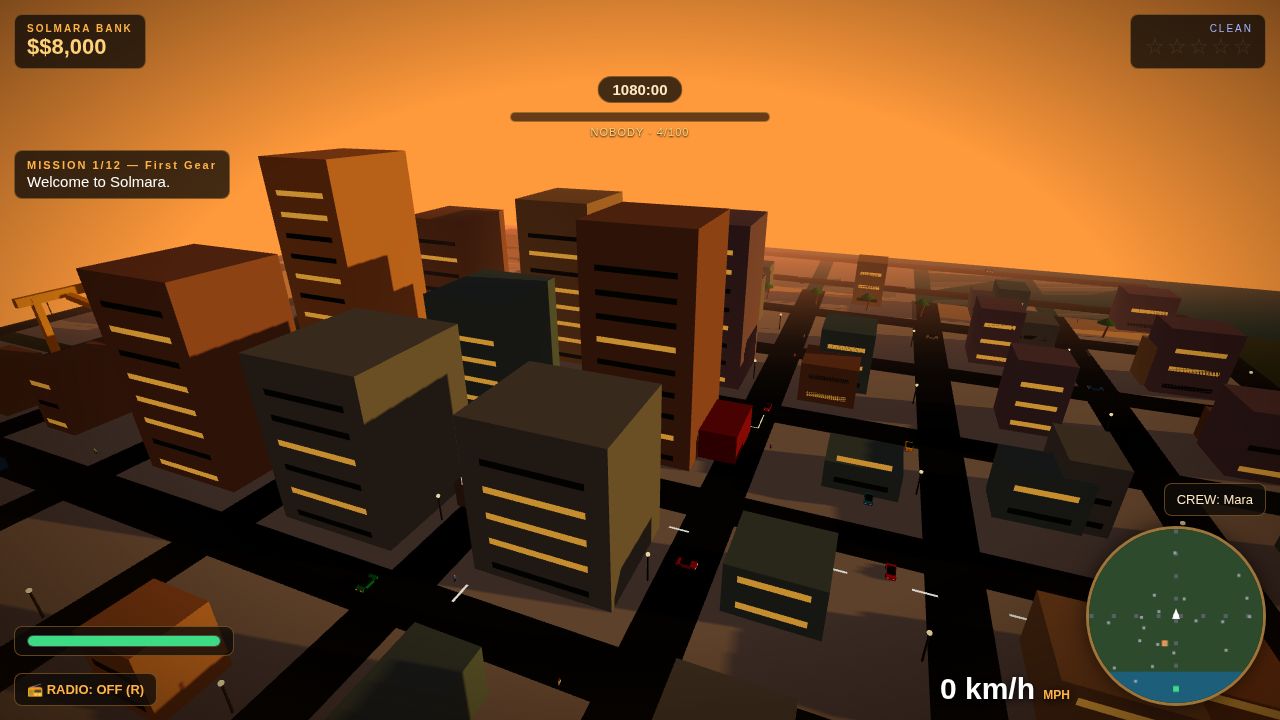 SOLMARA BANK
$$8,000
CLEAN
☆☆☆☆☆
1080:00
NOBODY · 4/100
MISSION 1/12 — First Gear
Welcome to Solmara.
CREW: Mara
📻 RADIO: OFF (R)
0 km/h MPH